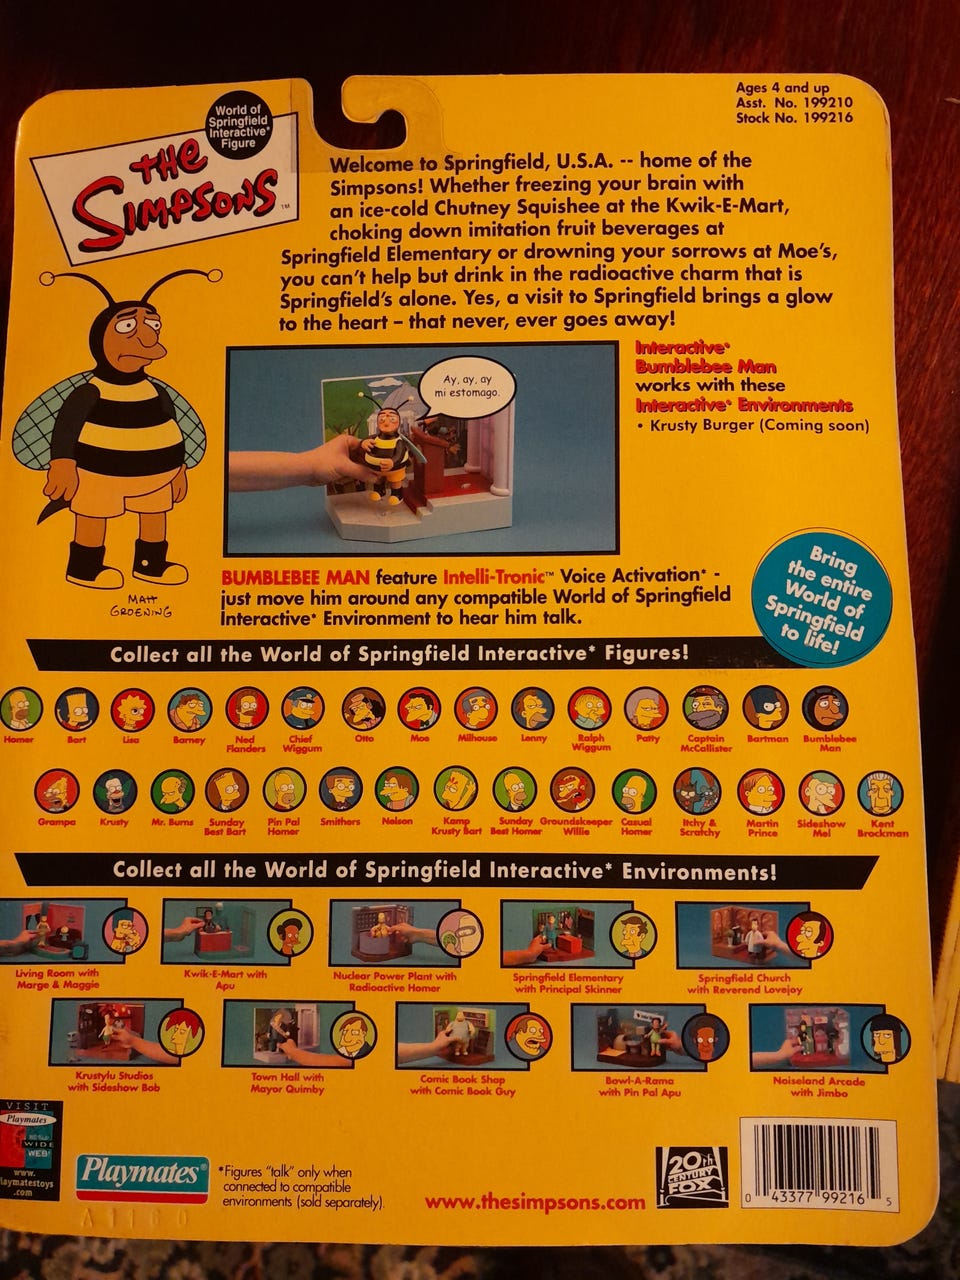 World of
Springfield
Interactive*
Figure
THE
SIMPSONS™
Ages 4 and up
Asst. No. 199210
Stock No. 199216
Welcome to Springfield, U.S.A. -- home of the
Simpsons! Whether freezing your brain with
an ice-cold Chutney Squishee at the Kwik-E-Mart,
choking down imitation fruit beverages at
Springfield Elementary or drowning your sorrows at Moe's,
you can't help but drink in the radioactive charm that is
Springfield's alone. Yes, a visit to Springfield brings a glow
to the heart – that never, ever goes away!
Ay, ay, ay
mi estomago.
Interactive*
Bumblebee Man
works with these
Interactive* Environments
• Krusty Burger (Coming soon)
MATT
GROENING
BUMBLEBEE MAN feature Intelli-Tronic™ Voice Activation* -
just move him around any compatible World of Springfield
Interactive* Environment to hear him talk.
Bring
the entire
World of
Springfield
to life!
Collect all the World of Springfield Interactive* Figures!
Homer
Bart
Lisa
Barney
Ned
Flanders
Chief
Wiggum
Otto
Moe
Milhouse
Lenny
Ralph
Wiggum
Patty
Captain
McCallister
Bartman
Bumblebee
Man
Grampa
Krusty
Mr. Burns
Sunday
Best Bart
Pin Pal
Homer
Smithers
Nelson
Kamp
Krusty Bart
Sunday
Best Homer
Groundskeeper
Willie
Casual
Homer
Itchy &
Scratchy
Martin
Prince
Sideshow
Mel
Kent
Brockman
Collect all the World of Springfield Interactive* Environments!
Living Room with
Marge & Maggie
Kwik-E-Mart with
Apu
Nuclear Power Plant with
Radioactive Homer
Springfield Elementary
with Principal Skinner
Springfield Church
with Reverend Lovejoy
Krustylu Studios
with Sideshow Bob
Town Hall with
Mayor Quimby
Comic Book Shop
with Comic Book Guy
Bowl-A-Rama
with Pin Pal Apu
Noiseland Arcade
with Jimbo
VISIT
Playmates
WIDE
WEB!
www.
laymatestoys
.com
Playmates®
*Figures "talk" only when
connected to compatible
environments (sold separately).
www.thesimpsons.com
20th
CENTURY
FOX
0 43377 99216 5
A1160